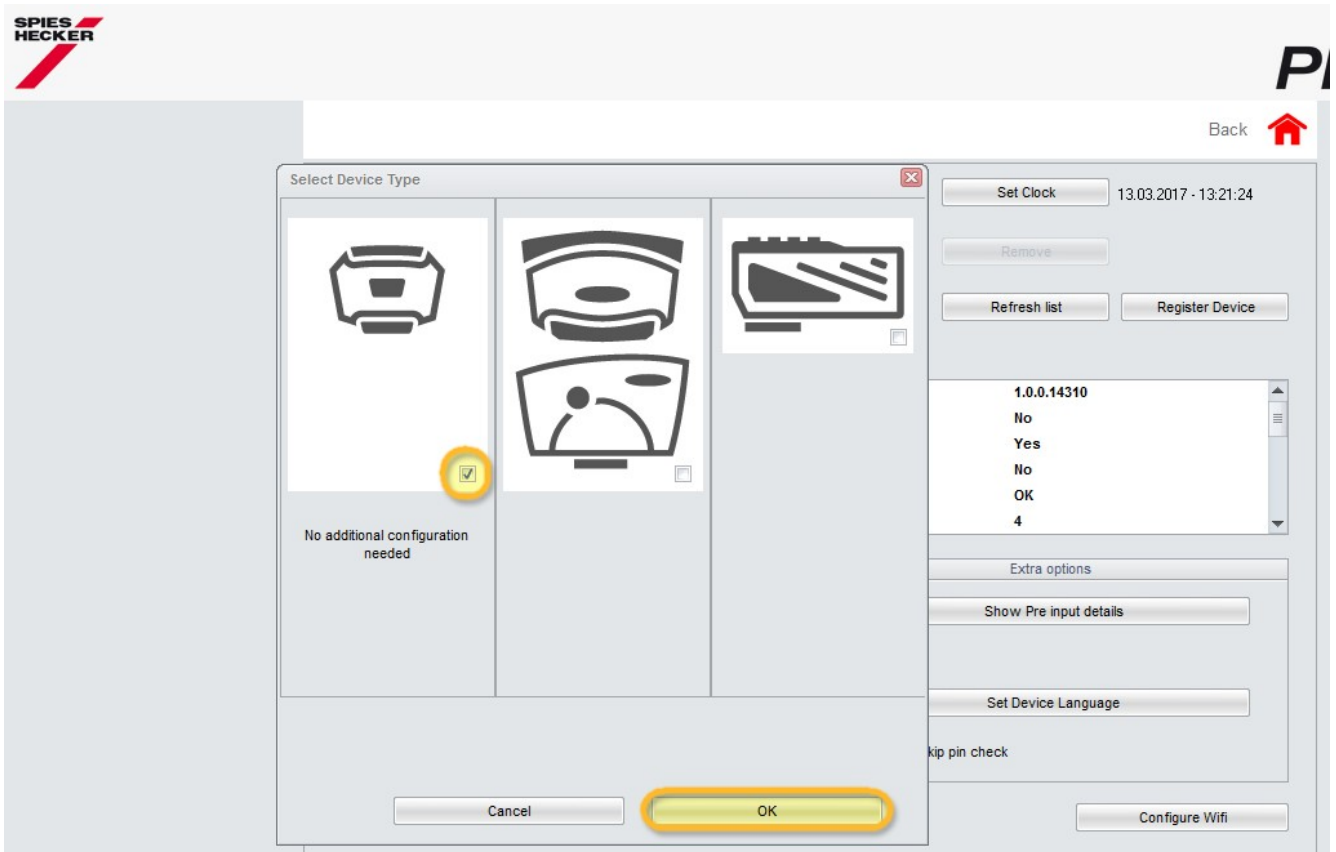 SPIES
HECKER
Back
Select Device Type
Set Clock
13.03.2017 - 13:21:24
Remove
Refresh list
Register Device
1.0.0.14310
No
Yes
No
OK
4
No additional configuration
needed
Extra options
Show Pre input details
Set Device Language
kip pin check
Cancel
OK
Configure Wifi